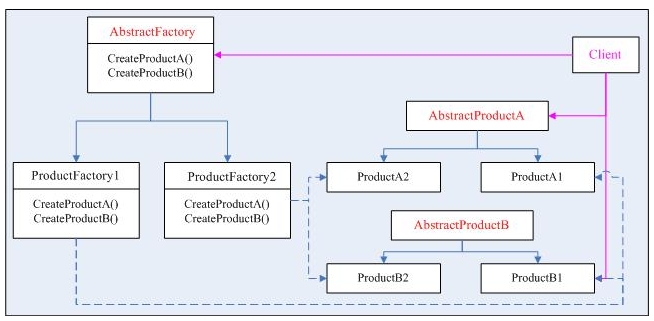 AbstractFactory
CreateProductA()
CreateProductB()
Client
AbstractProductA
ProductFactory1
CreateProductA()
CreateProductB()
ProductFactory2
CreateProductA()
CreateProductB()
ProductA2
ProductA1
AbstractProductB
ProductB2
ProductB1